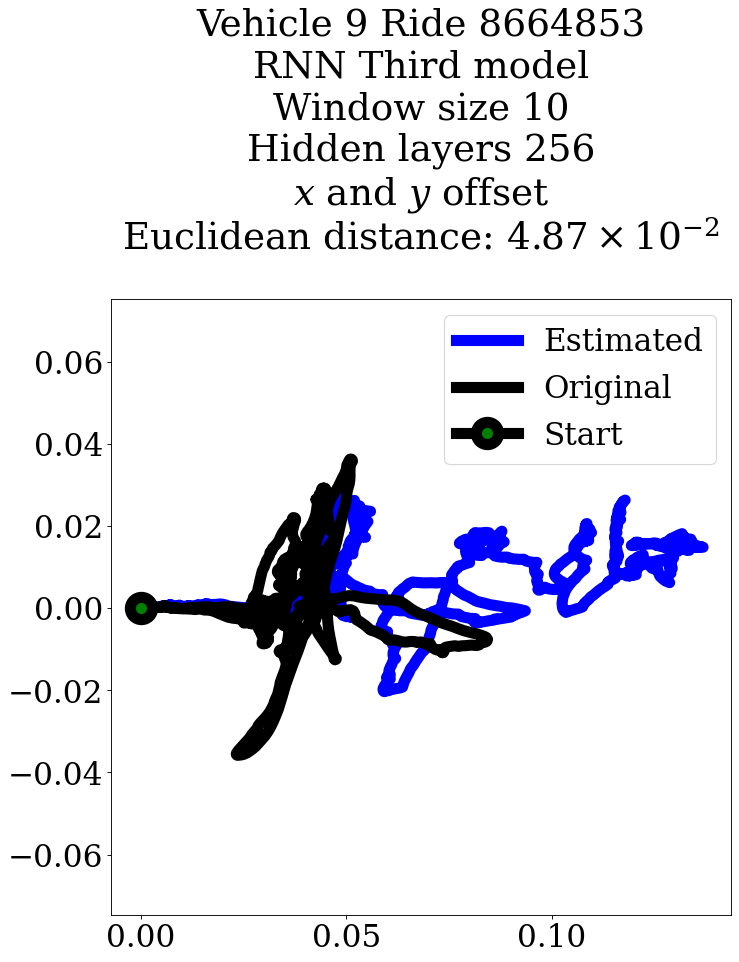 Vehicle 9 Ride 8664853
RNN Third model
Window size 10
Hidden layers 256
x and y offset
Euclidean distance: 4.87 × 10⁻²
Estimated
Original
Start
0.06
0.04
0.02
0.00
−0.02
−0.04
−0.06
0.00 0.05 0.10